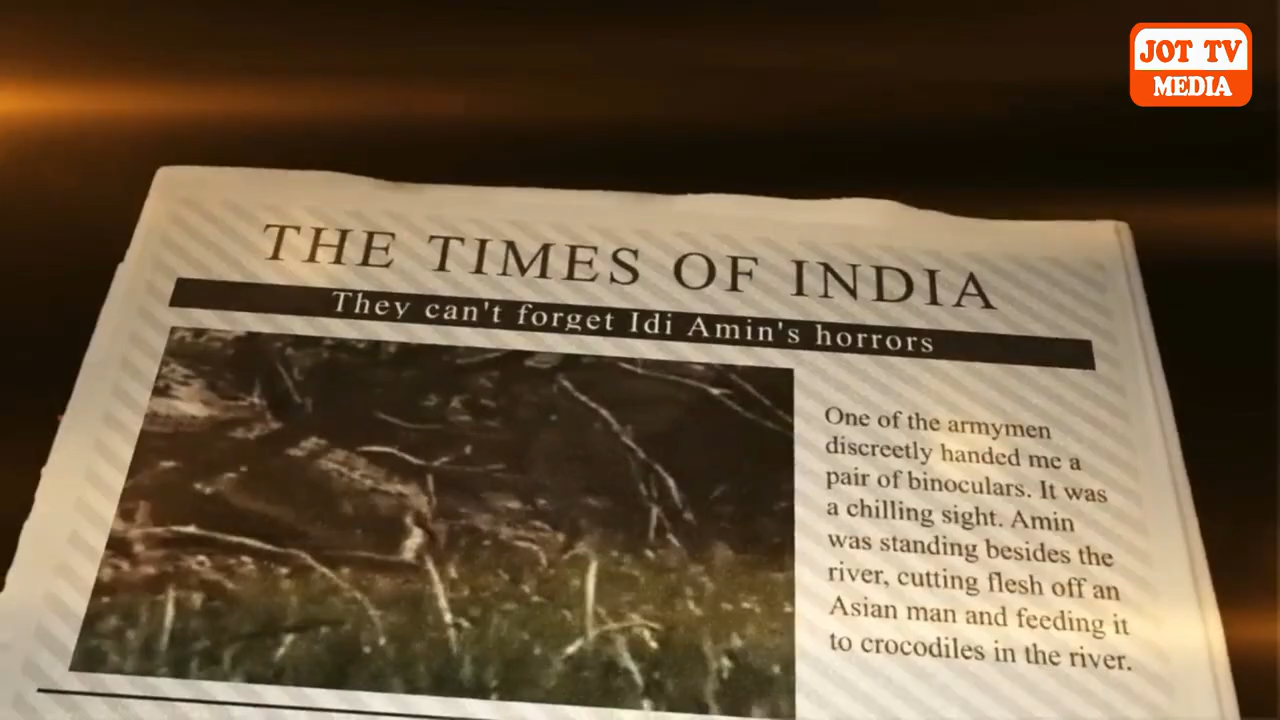 JOT TV
MEDIA
THE TIMES OF INDIA
They can't forget Idi Amin's horrors
One of the armymen
discreetly handed me a
pair of binoculars. It was
a chilling sight. Amin
was standing besides the
river, cutting flesh off an
Asian man and feeding it
to crocodiles in the river.